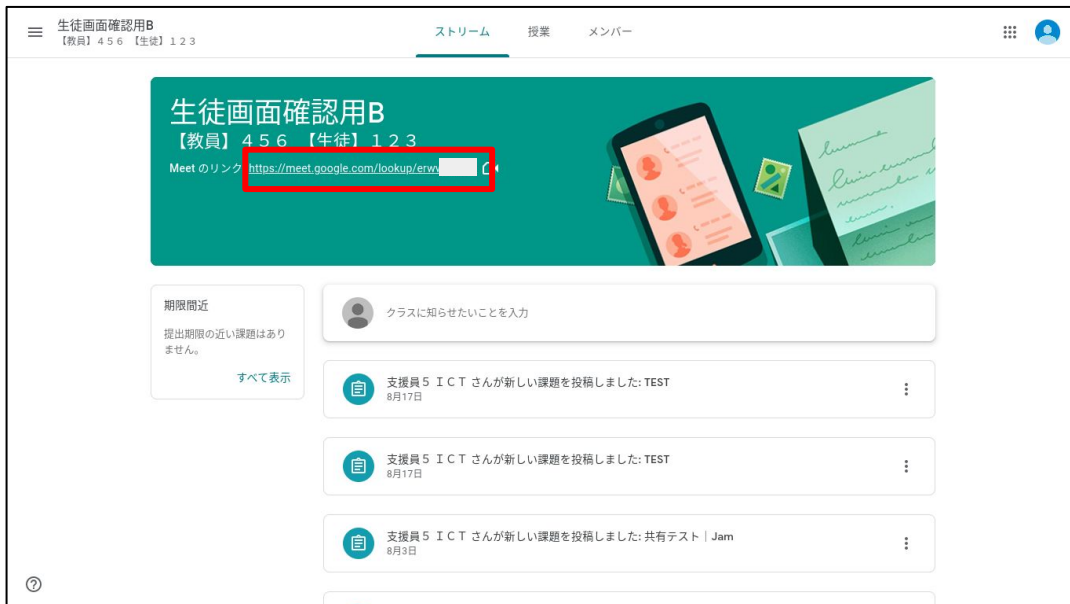 生徒画面確認用B
【教員】４５６ 【生徒】１２３
ストリーム
授業
メンバー
生徒画面確認用B
【教員】４５６ 【生徒】１２３
Meet のリンク https://meet.google.com/lookup/erw
期限間近
提出期限の近い課題はあり
ません。
すべて表示
クラスに知らせたいことを入力
支援員５ ＩＣＴ さんが新しい課題を投稿しました: TEST
8月17日
支援員５ ＩＣＴ さんが新しい課題を投稿しました: TEST
8月17日
支援員５ ＩＣＴ さんが新しい課題を投稿しました: 共有テスト｜Jam
8月3日